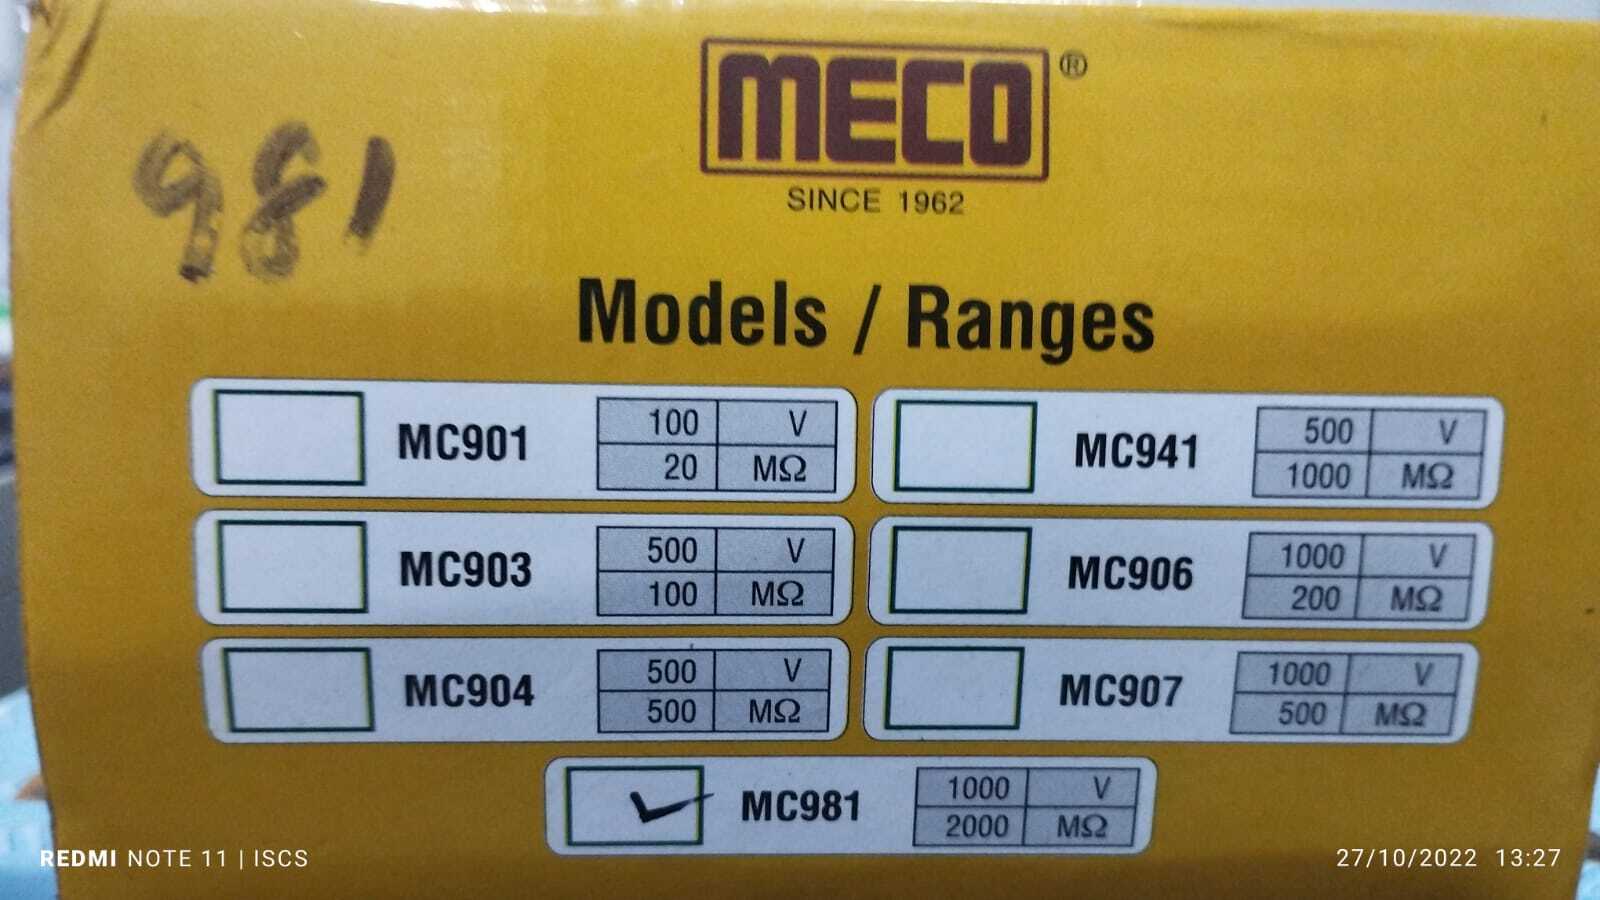 MECO®
SINCE 1962
981
Models / Ranges
MC901 100 V
20 MΩ
MC941 500 V
1000 MΩ
MC903 500 V
100 MΩ
MC906 1000 V
200 MΩ
MC904 500 V
500 MΩ
MC907 1000 V
500 MΩ
MC981 1000 V
2000 MΩ
REDMI NOTE 11 | ISCS
27/10/2022 13:27